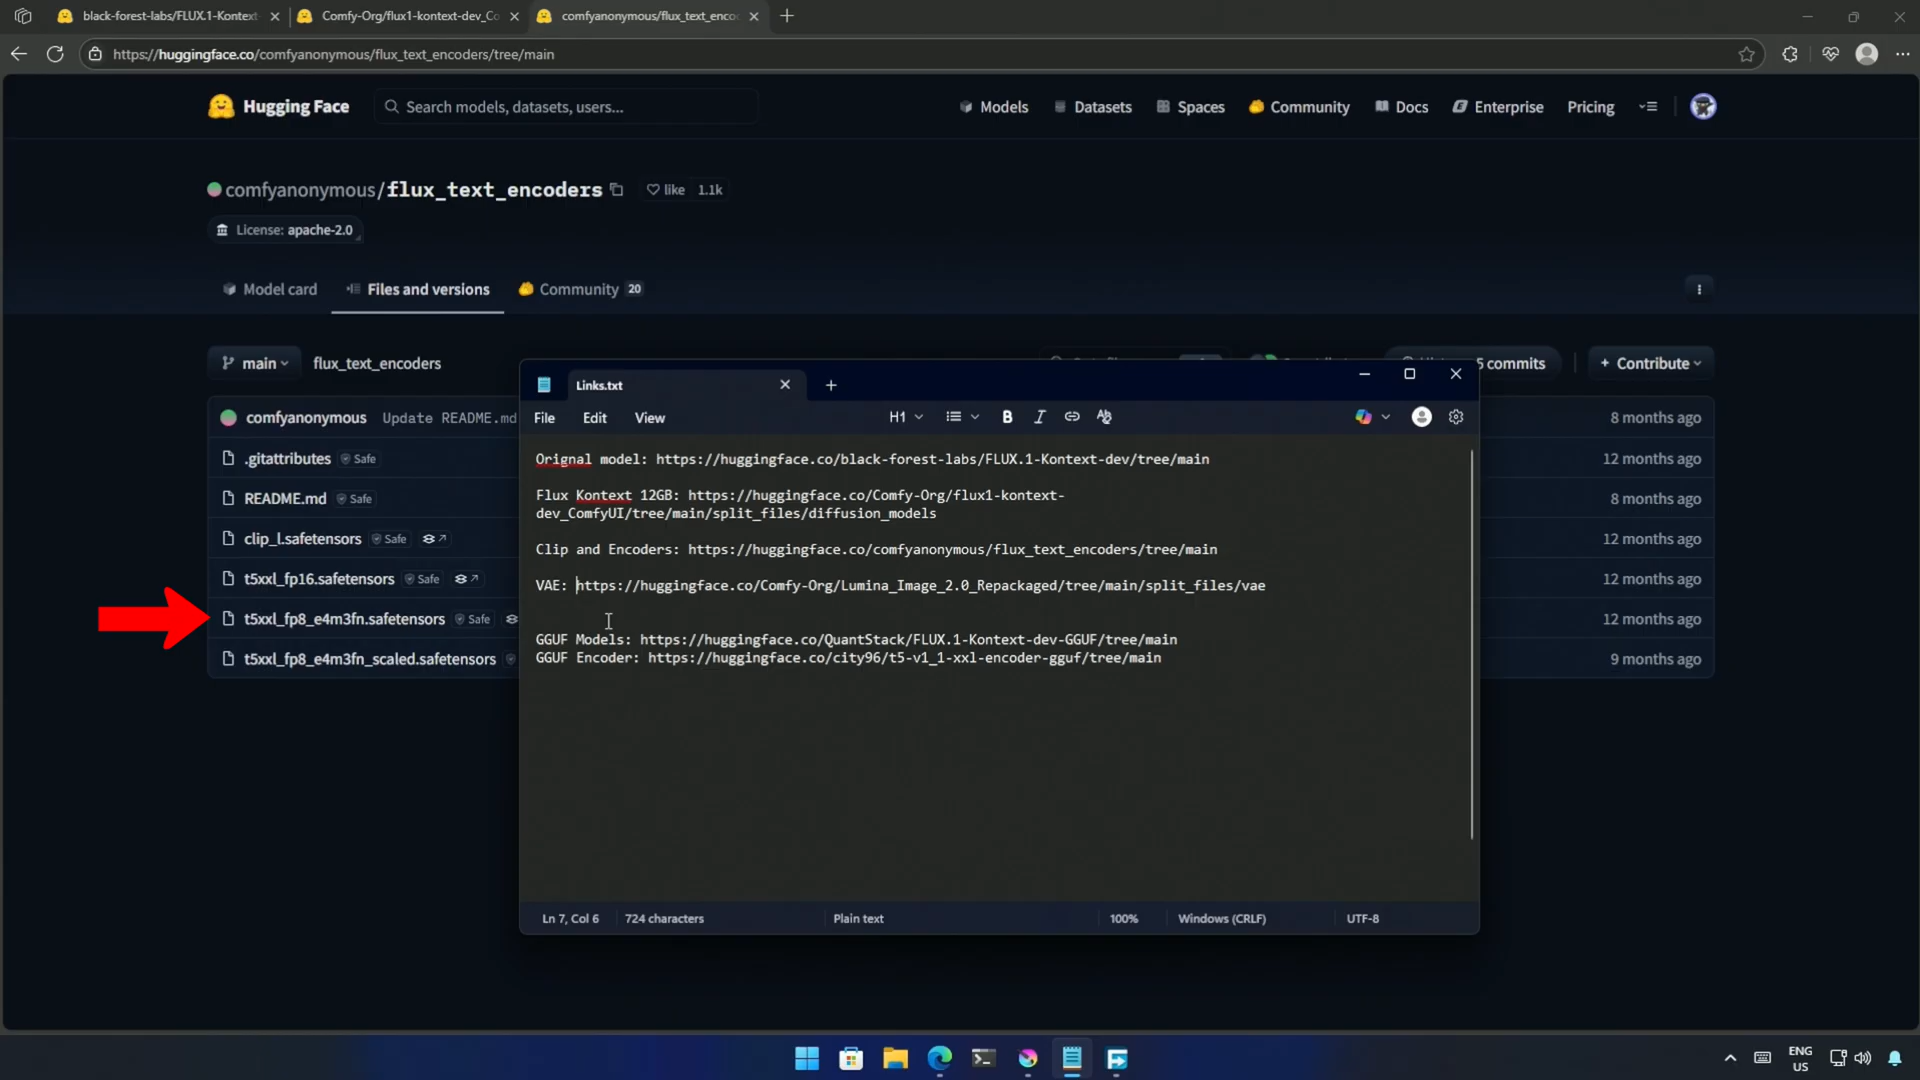 black-forest-labs/FLUX.1-Kontext
Comfy-Org/flux1-kontext-dev_Co
comfyanonymous/flux_text_enco
https://huggingface.co/comfyanonymous/flux_text_encoders/tree/main
Hugging Face
Search models, datasets, users...
Models
Datasets
Spaces
Community
Docs
Enterprise
Pricing
comfyanonymous/flux_text_encoders
like 1.1k
License: apache-2.0
Model card
Files and versions
Community 20
main
flux_text_encoders
5 commits
+ Contribute
comfyanonymous Update README.md
8 months ago
.gitattributes Safe
12 months ago
README.md Safe
8 months ago
clip_l.safetensors Safe
12 months ago
t5xxl_fp16.safetensors Safe
12 months ago
t5xxl_fp8_e4m3fn.safetensors Safe
12 months ago
t5xxl_fp8_e4m3fn_scaled.safetensors
9 months ago
Links.txt
File Edit View
H1
B
I
Orignal model: https://huggingface.co/black-forest-labs/FLUX.1-Kontext-dev/tree/main
Flux Kontext 12GB: https://huggingface.co/Comfy-Org/flux1-kontext-
dev_ComfyUI/tree/main/split_files/diffusion_models
Clip and Encoders: https://huggingface.co/comfyanonymous/flux_text_encoders/tree/main
VAE: https://huggingface.co/Comfy-Org/Lumina_Image_2.0_Repackaged/tree/main/split_files/vae
GGUF Models: https://huggingface.co/QuantStack/FLUX.1-Kontext-dev-GGUF/tree/main
GGUF Encoder: https://huggingface.co/city96/t5-v1_1-xxl-encoder-gguf/tree/main
Ln 7, Col 6
724 characters
Plain text
100%
Windows (CRLF)
UTF-8
ENG
US